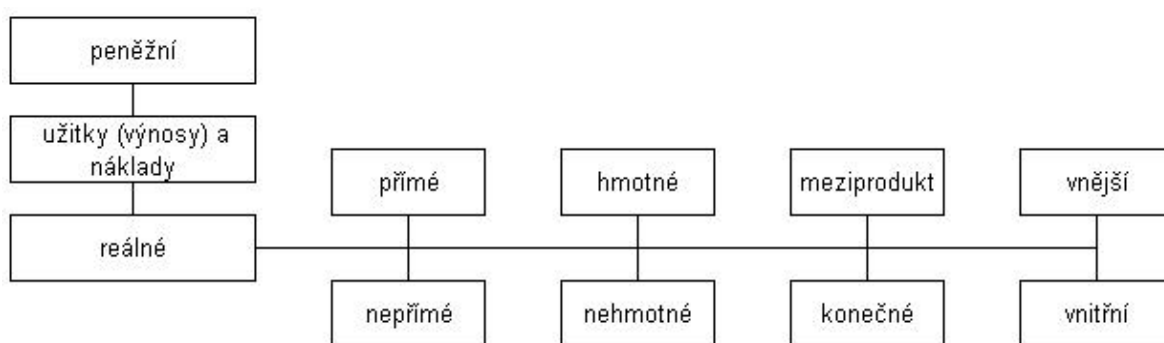 peněžní
užitky (výnosy) a
náklady
přímé
hmotné
meziprodukt
vnější
reálné
nepřímé
nehmotné
konečné
vnitřní